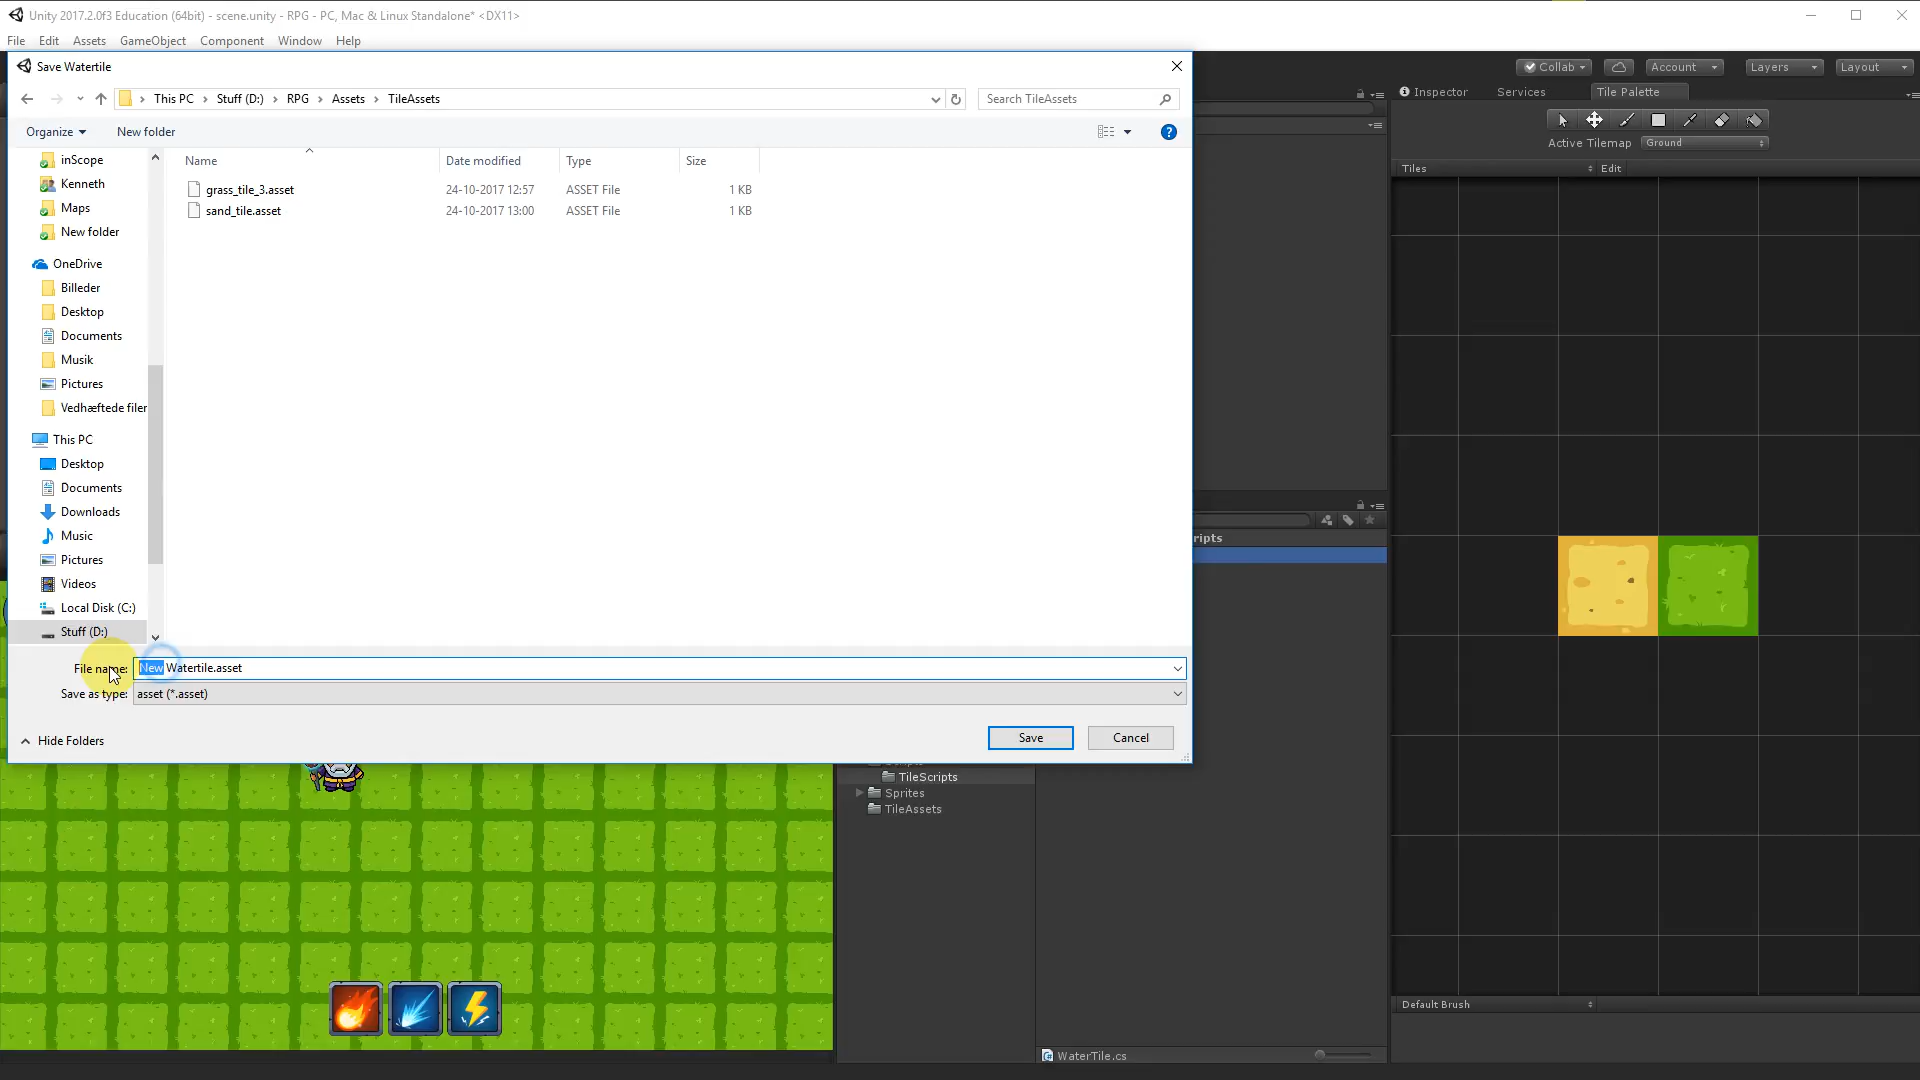 Unity 2017.2.0f3 Education (64bit) - scene.unity - RPG - PC, Mac & Linux Standalone* <DX11>
File Edit Assets GameObject Component Window Help
Save Watertile
Collab Account Layers Layout
This PC Stuff (D:) RPG Assets TileAssets
Search TileAssets
Inspector Services Tile Palette
Organize New folder
Active Tilemap Ground
Tiles Edit
Name Date modified Type Size
grass_tile_3.asset 24-10-2017 12:57 ASSET File 1 KB
sand_tile.asset 24-10-2017 13:00 ASSET File 1 KB
inScope
Kenneth
Maps
New folder
OneDrive
Billeder
Desktop
Documents
Musik
Pictures
Vedhæftede filer
This PC
Desktop
Documents
Downloads
Music
Pictures
Videos
Local Disk (C:)
Stuff (D:)
ripts
File name: New Watertile.asset
Save as type: asset (*.asset)
Hide Folders
Save Cancel
TileScripts
Sprites
TileAssets
Default Brush
WaterTile.cs